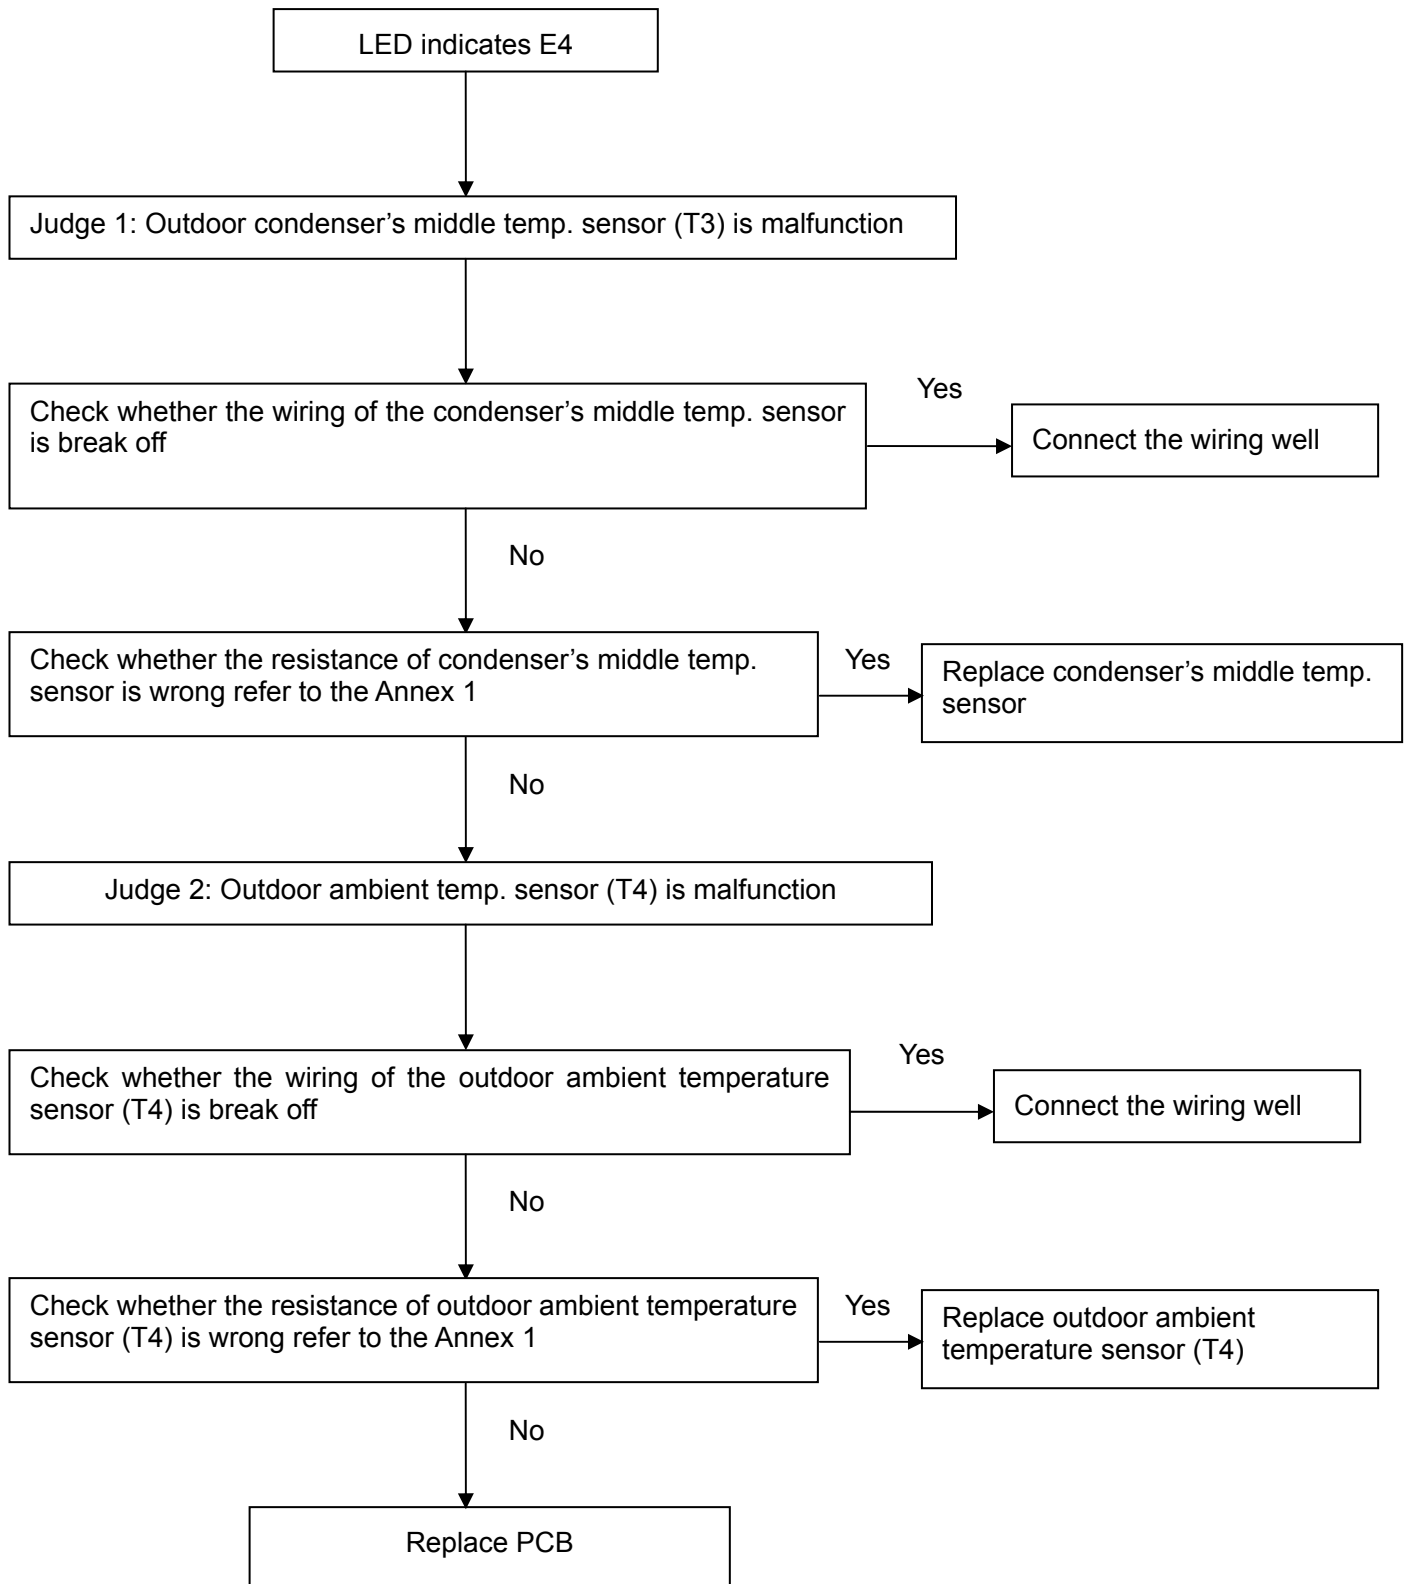 LED indicates E4
Judge 1: Outdoor condenser’s middle temp. sensor (T3) is malfunction
Check whether the wiring of the condenser’s middle temp. sensor
is break off
Yes
Connect the wiring well
No
Check whether the resistance of condenser’s middle temp.
sensor is wrong refer to the Annex 1
Yes
Replace condenser’s middle temp.
sensor
No
Judge 2: Outdoor ambient temp. sensor (T4) is malfunction
Check whether the wiring of the outdoor ambient temperature
sensor (T4) is break off
Yes
Connect the wiring well
No
Check whether the resistance of outdoor ambient temperature
sensor (T4) is wrong refer to the Annex 1
Yes
Replace outdoor ambient
temperature sensor (T4)
No
Replace PCB